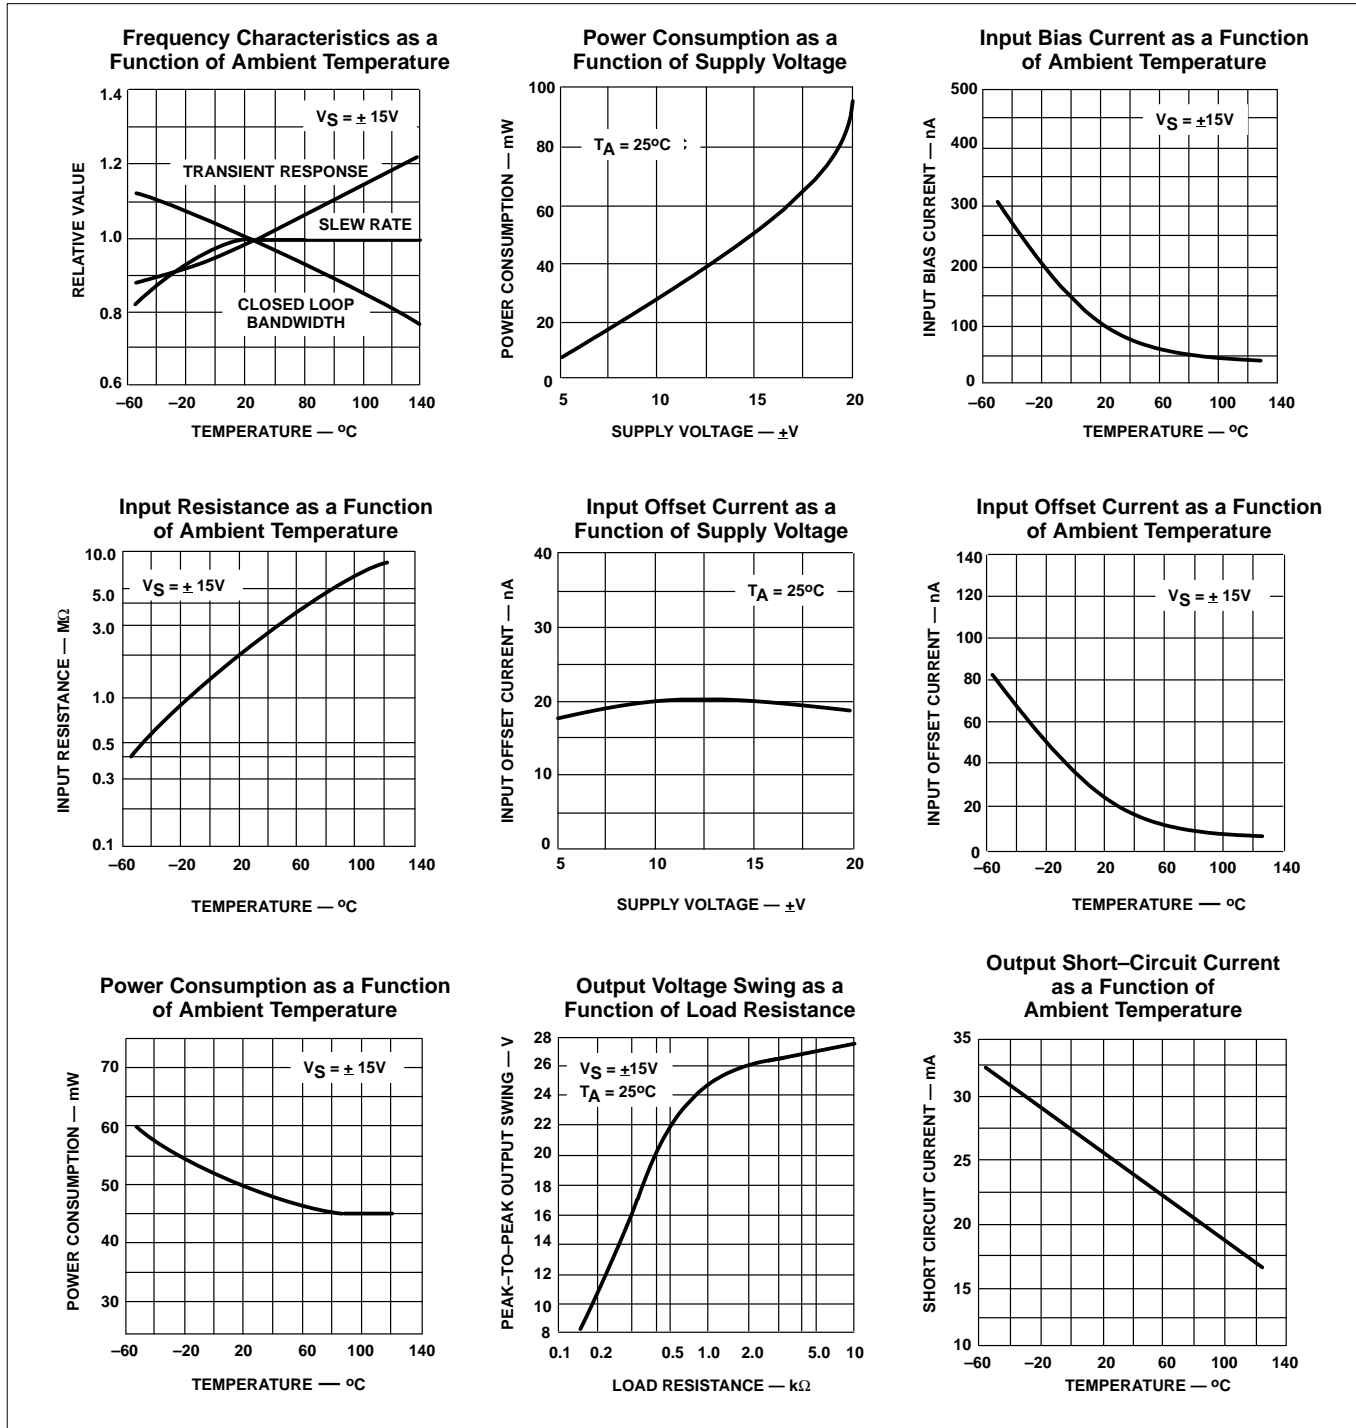 Frequency Characteristics as a
Function of Ambient Temperature
1.4
1.2
1.0
0.8
0.6
RELATIVE VALUE
VS = ± 15V
TRANSIENT RESPONSE
SLEW RATE
CLOSED LOOP
BANDWIDTH
–60 –20 20 60 100 140
TEMPERATURE — oC
Power Consumption as a
Function of Supply Voltage
100
80
60
40
20
0
POWER CONSUMPTION — mW
TA = 25oC :
5 10 15 20
SUPPLY VOLTAGE — ±V
Input Bias Current as a Function
of Ambient Temperature
500
400
300
200
100
0
INPUT BIAS CURRENT — nA
VS = ±15V
–60 –20 20 60 100 140
TEMPERATURE — oC
Input Resistance as a Function
of Ambient Temperature
10.0
5.0
3.0
1.0
0.5
0.3
0.1
INPUT RESISTANCE — MΩ
VS = ± 15V
–60 –20 20 60 100 140
TEMPERATURE — oC
Input Offset Current as a
Function of Supply Voltage
40
30
20
10
0
INPUT OFFSET CURRENT — nA
TA = 25oC
5 10 15 20
SUPPLY VOLTAGE — ±V
Input Offset Current as a Function
of Ambient Temperature
140
120
100
80
60
40
20
0
INPUT OFFSET CURRENT — nA
VS = ± 15V
–60 –20 20 60 100 140
TEMPERATURE — oC
Power Consumption as a Function
of Ambient Temperature
70
60
50
40
30
POWER CONSUMPTION — mW
VS = ± 15V
–60 –20 20 60 100 140
TEMPERATURE — oC
Output Voltage Swing as a
Function of Load Resistance
28
26
24
22
20
18
16
14
12
10
8
PEAK–TO–PEAK OUTPUT SWING — V
VS = ±15V
TA = 25oC
0.1 0.2 0.5 1.0 2.0 5.0 10
LOAD RESISTANCE — kΩ
Output Short–Circuit Current
as a Function of
Ambient Temperature
35
30
25
20
15
10
SHORT CIRCUIT CURRENT — mA
–60 –20 20 60 100 140
TEMPERATURE — oC